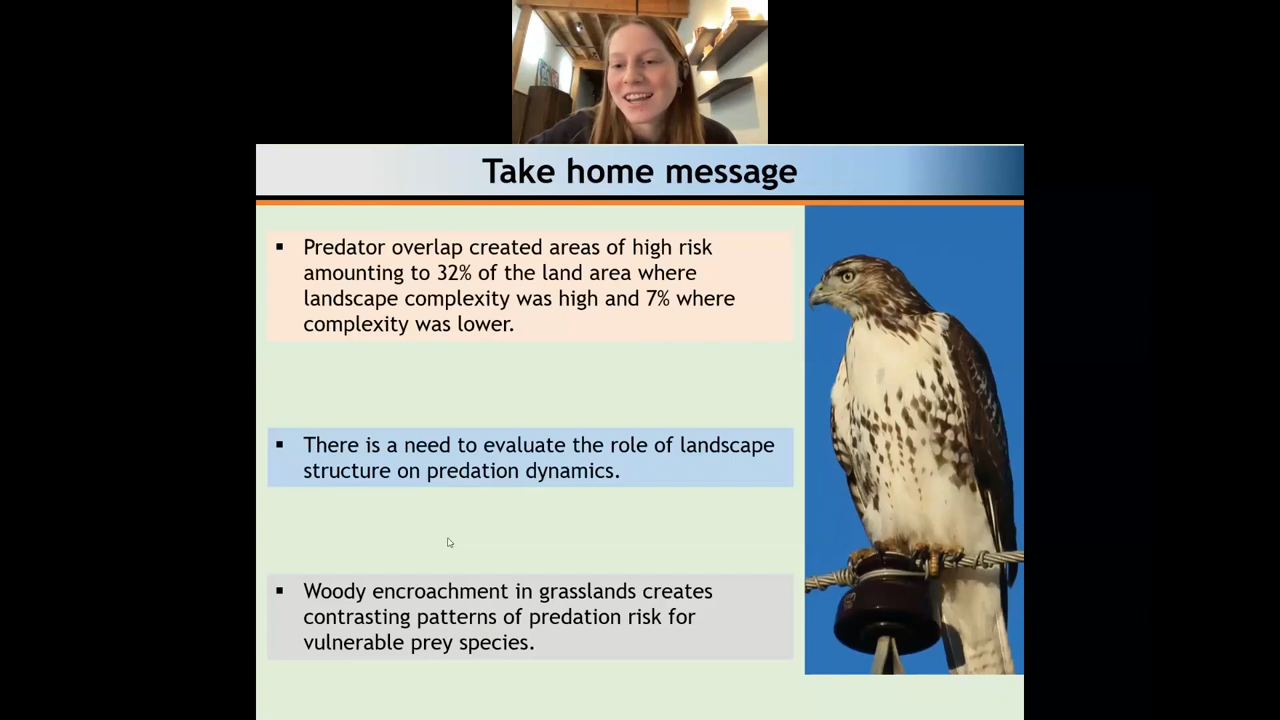 Take home message
▪ Predator overlap created areas of high risk
amounting to 32% of the land area where
landscape complexity was high and 7% where
complexity was lower.
▪ There is a need to evaluate the role of landscape
structure on predation dynamics.
▪ Woody encroachment in grasslands creates
contrasting patterns of predation risk for
vulnerable prey species.